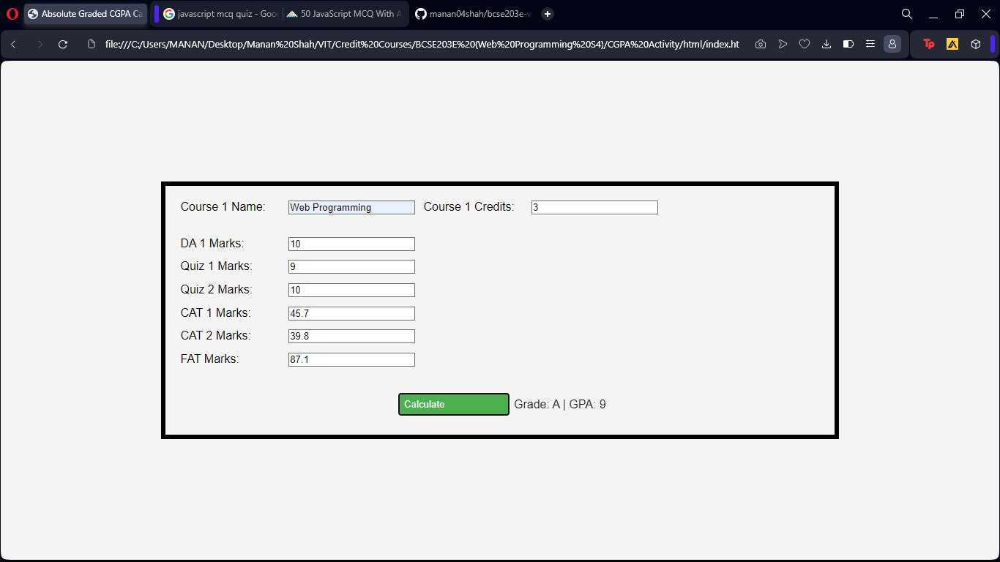 Absolute Graded CGPA Ca
javascript mcq quiz - Goo
50 JavaScript MCQ With A
manan04shah/bcse203e-w
file:///C:/Users/MANAN/Desktop/Manan%20Shah/VIT/Credit%20Courses/BCSE203E%20(Web%20Programming%20S4)/CGPA%20Activity/html/index.ht
Tp
Course 1 Name: Web Programming Course 1 Credits: 3
DA 1 Marks: 10
Quiz 1 Marks: 9
Quiz 2 Marks: 10
CAT 1 Marks: 45.7
CAT 2 Marks: 39.8
FAT Marks: 87.1
Calculate Grade: A | GPA: 9